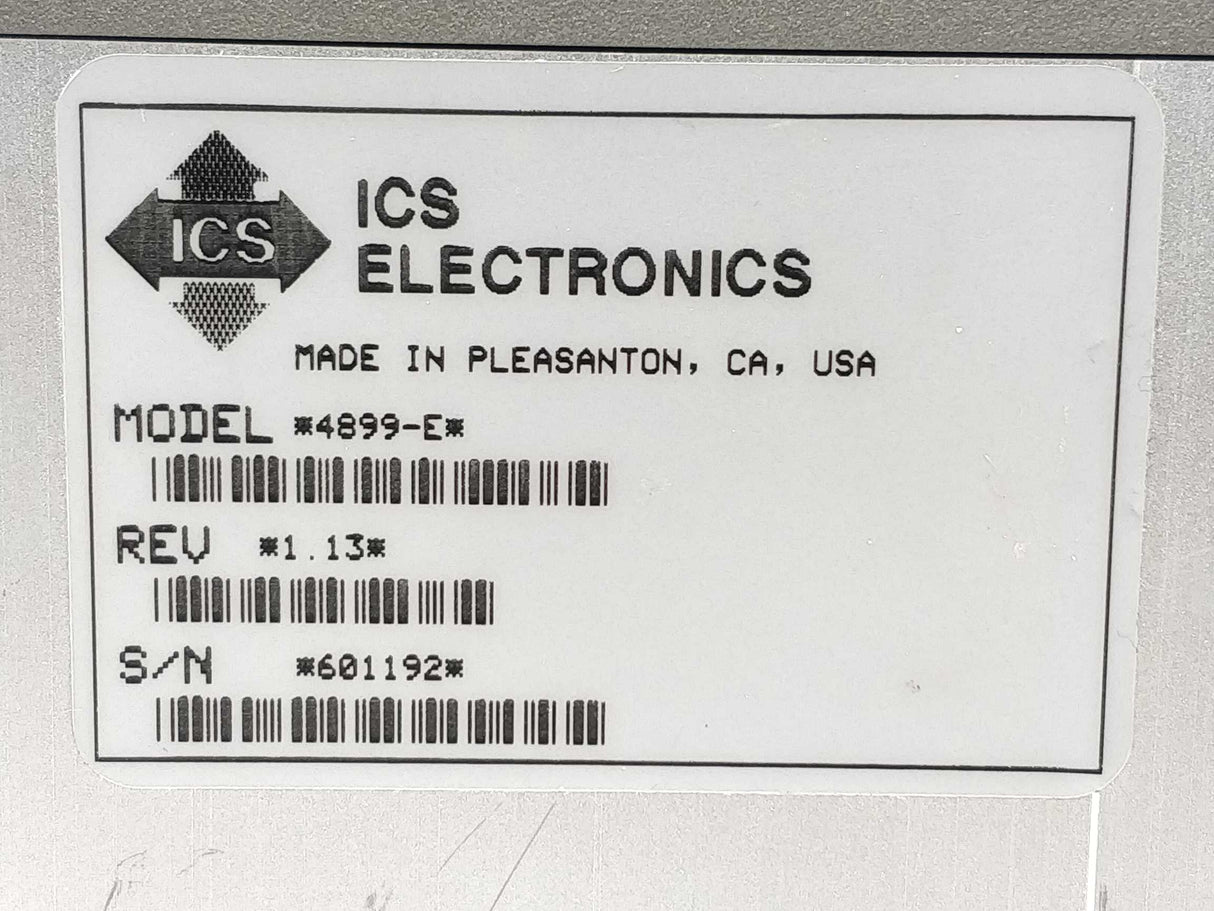 ICS
ICS
ELECTRONICS
MADE IN PLEASANTON, CA, USA
MODEL *4899-E*
REV *1.13*
S/N *601192*